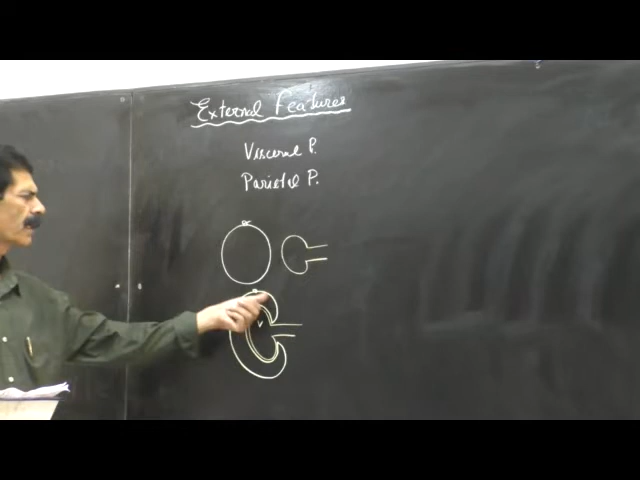 External Features
Visceral P.
Parietal P.
v